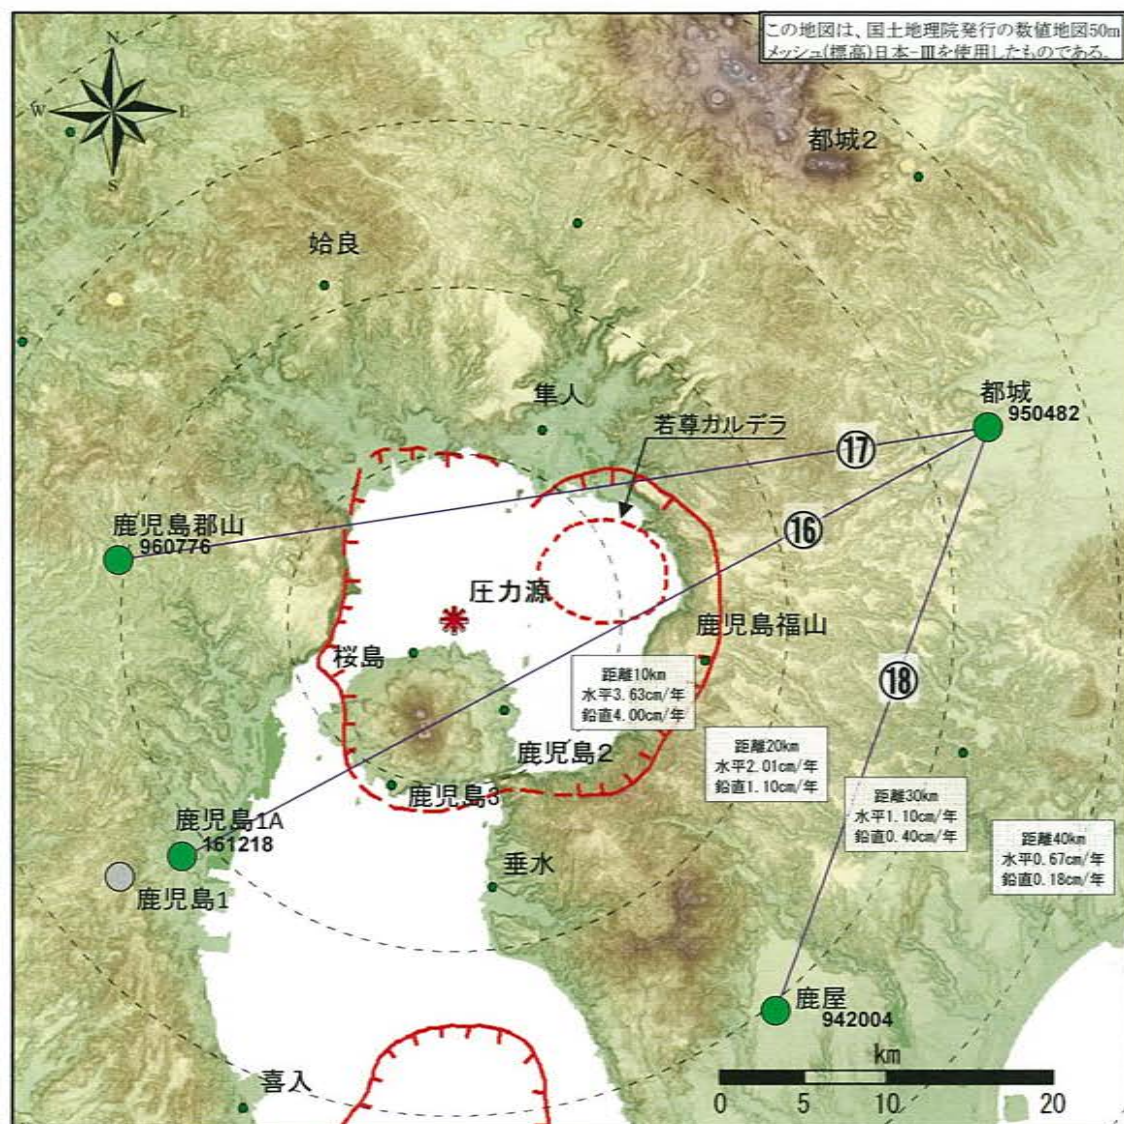 この地図は、国土地理院発行の数値地図50m
メッシュ(標高)日本-Ⅲを使用したものである。
N
W
E
S
都城2
姶良
隼人
若尊カルデラ
都城
950482
⑰
⑯
鹿児島郡山
960776
圧力源
鹿児島福山
桜島
距離10km
水平3.63cm/年
鉛直4.00cm/年
⑱
鹿児島2
距離20km
水平2.01cm/年
鉛直1.10cm/年
鹿児島3
距離30km
水平1.10cm/年
鉛直0.40cm/年
鹿児島1A
161218
距離40km
水平0.67cm/年
鉛直0.18cm/年
垂水
鹿児島1
鹿屋
942004
km
喜入
0 5 10 20